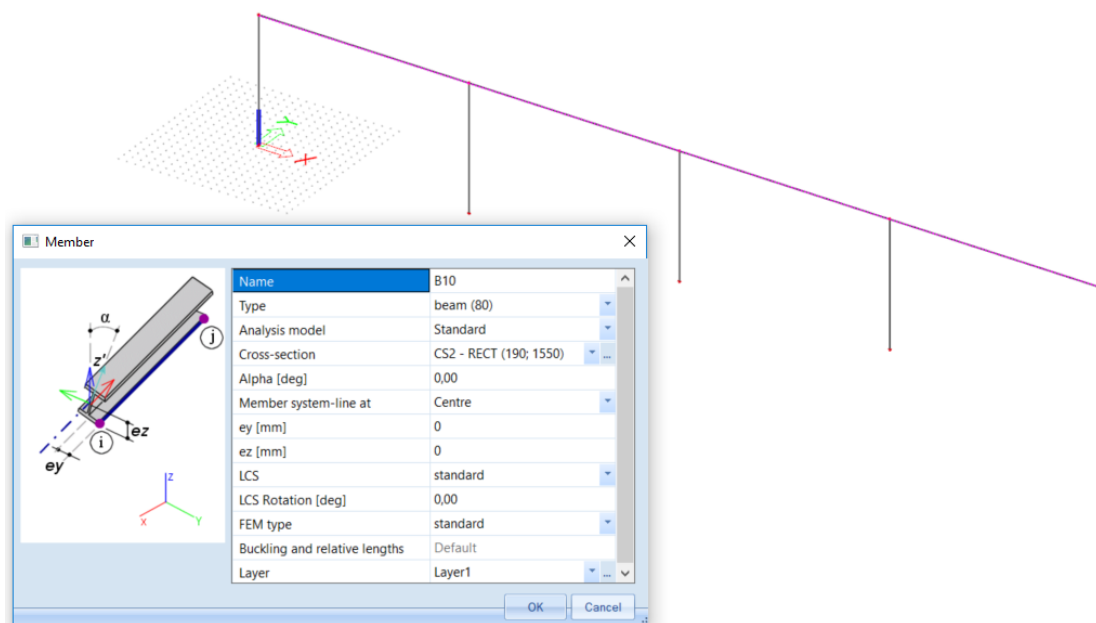 Y
X
Member
α
z'
j
i
ez
ey
z
x
Y
Name B10
Type beam (80)
Analysis model Standard
Cross-section CS2 - RECT (190; 1550) ...
Alpha [deg] 0,00
Member system-line at Centre
ey [mm] 0
ez [mm] 0
LCS standard
LCS Rotation [deg] 0,00
FEM type standard
Buckling and relative lengths Default
Layer Layer1 ...
OK Cancel